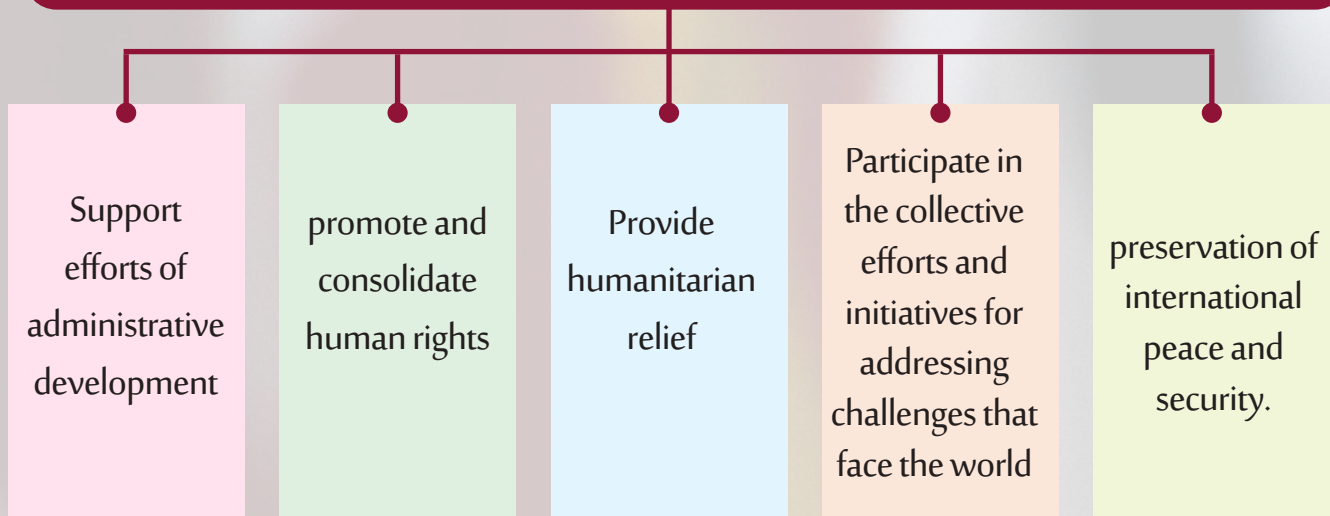 Support
efforts of
administrative
development
promote and
consolidate
human rights
Provide
humanitarian
relief
Participate in
the collective
efforts and
initiatives for
addressing
challenges that
face the world
preservation of
international
peace and
security.